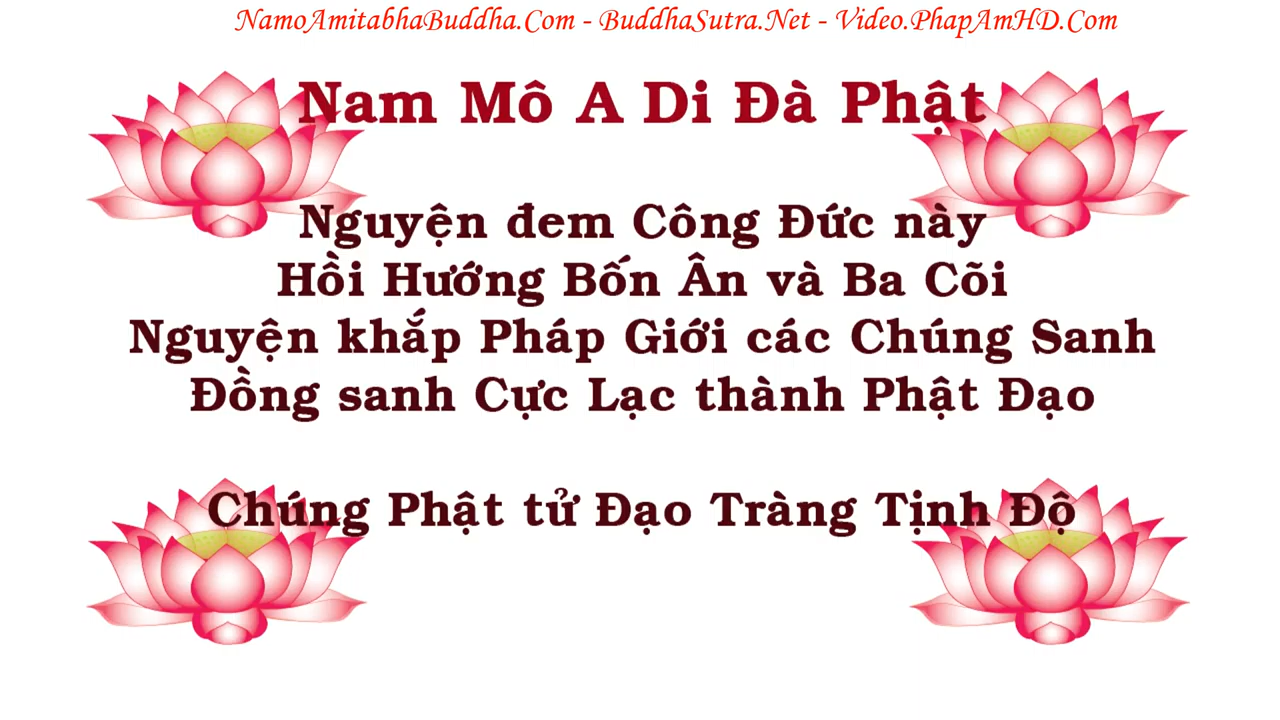 NamoAmitabhaBuddha.Com - BuddhaSutra.Net - Video.PhapAmHD.Com
Nam Mô A Di Đà Phật
Nguyện đem Công Đức này
Hồi Hướng Bốn Ân và Ba Cõi
Nguyện khắp Pháp Giới các Chúng Sanh
Đồng sanh Cực Lạc thành Phật Đạo
Chúng Phật tử Đạo Tràng Tịnh Độ